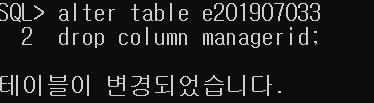 SQL> alter table e201907033
  2  drop column managerid;
테이블이 변경되었습니다.